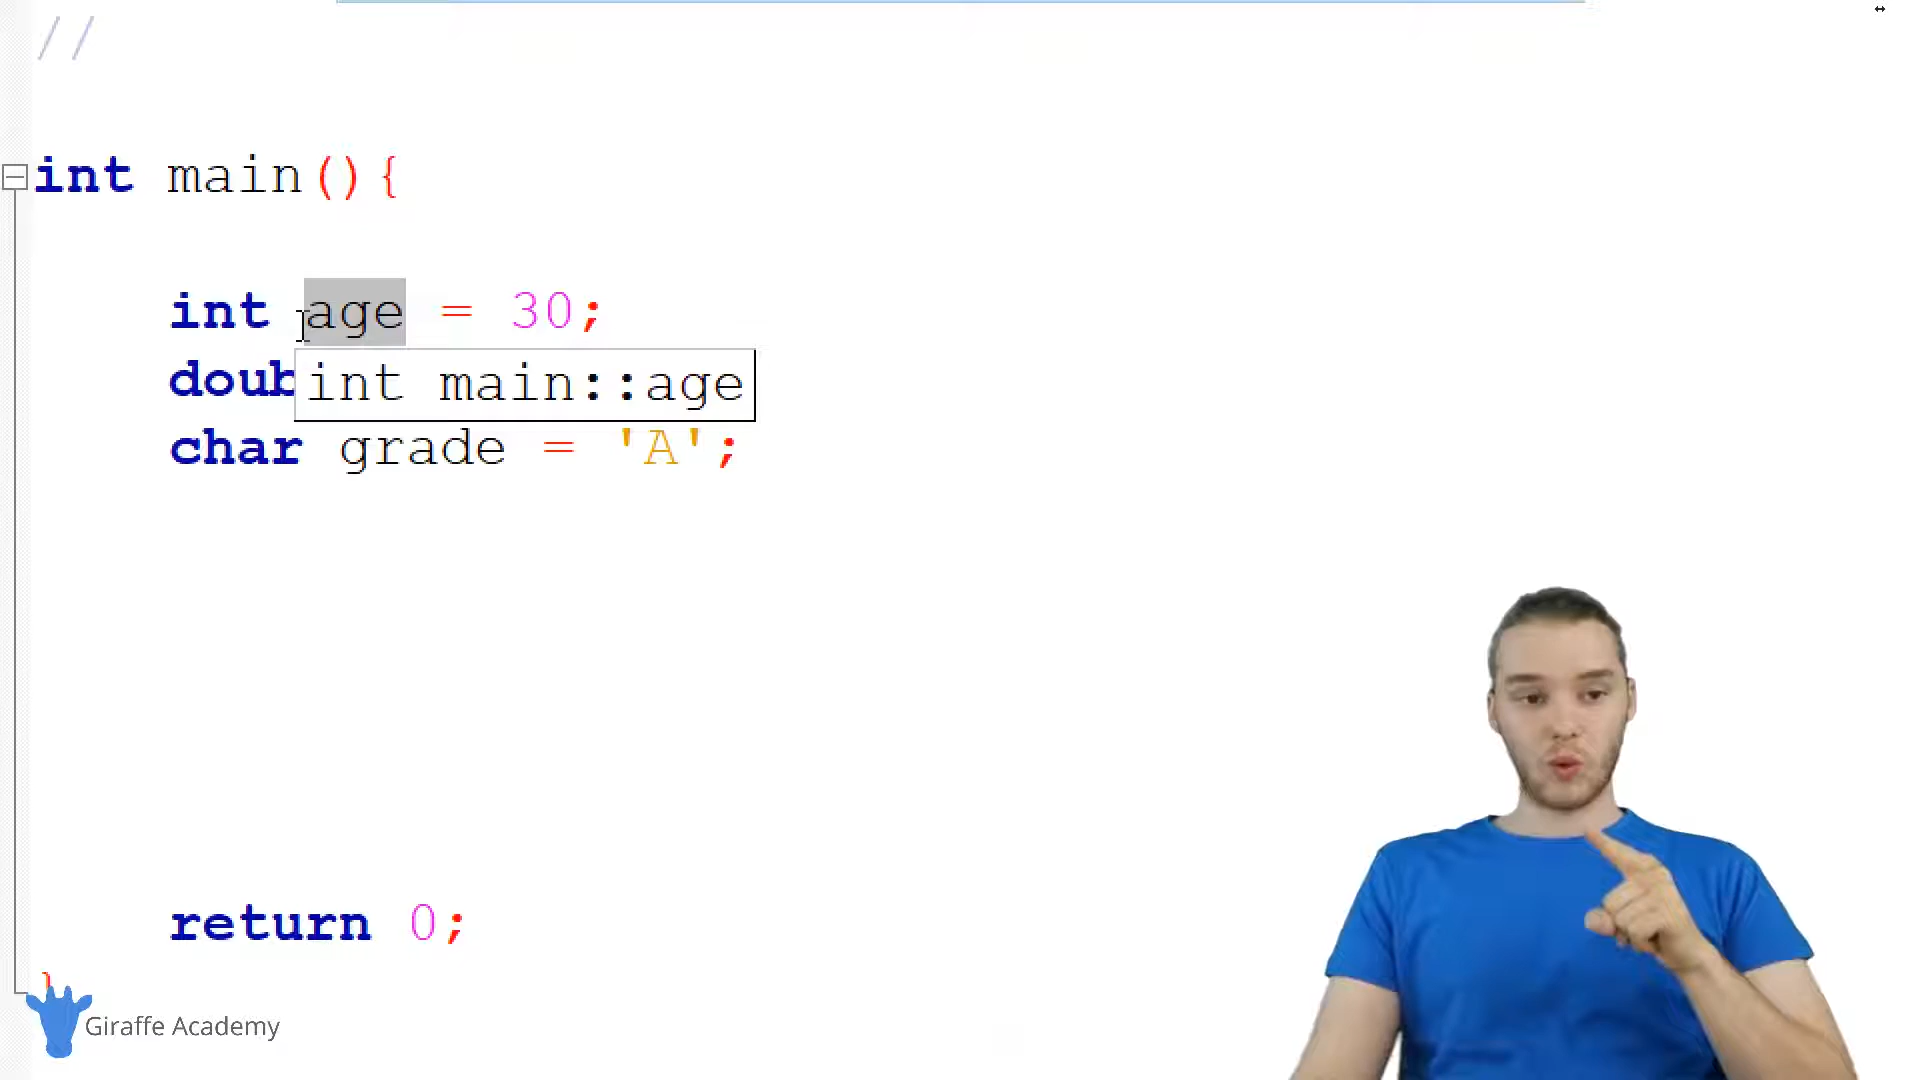 //
int main(){
int age = 30;
doub
int main::age
char grade = 'A';
return 0;
}
Giraffe Academy